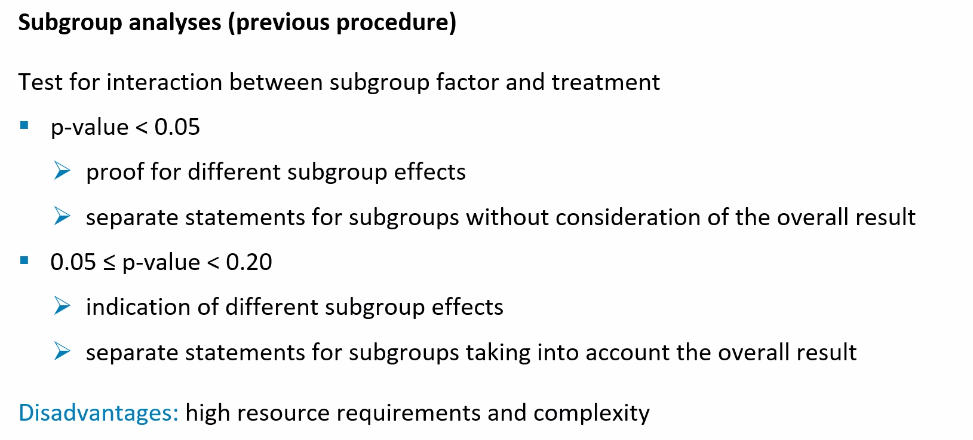 Subgroup analyses (previous procedure)
Test for interaction between subgroup factor and treatment
▪ p-value < 0.05
➢ proof for different subgroup effects
➢ separate statements for subgroups without consideration of the overall result
▪ 0.05 ≤ p-value < 0.20
➢ indication of different subgroup effects
➢ separate statements for subgroups taking into account the overall result
Disadvantages: high resource requirements and complexity